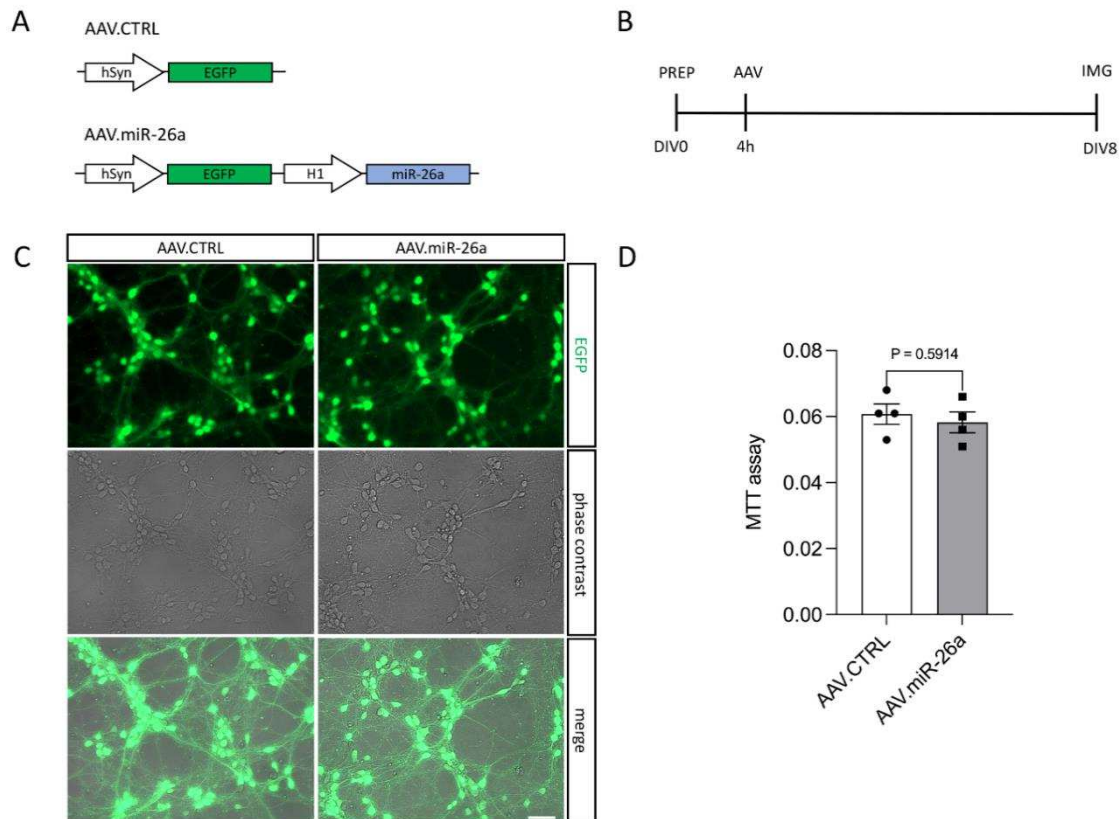 A
AAV.CTRL
hSyn
EGFP
AAV.miR-26a
hSyn
EGFP
H1
miR-26a
B
PREP
AAV
IMG
DIV0
4h
DIV8
C
AAV.CTRL
AAV.miR-26a
EGFP
phase contrast
merge
D
P = 0.5914
0.08
0.06
0.04
0.02
0.00
MTT assay
AAV.CTRL
AAV.miR-26a